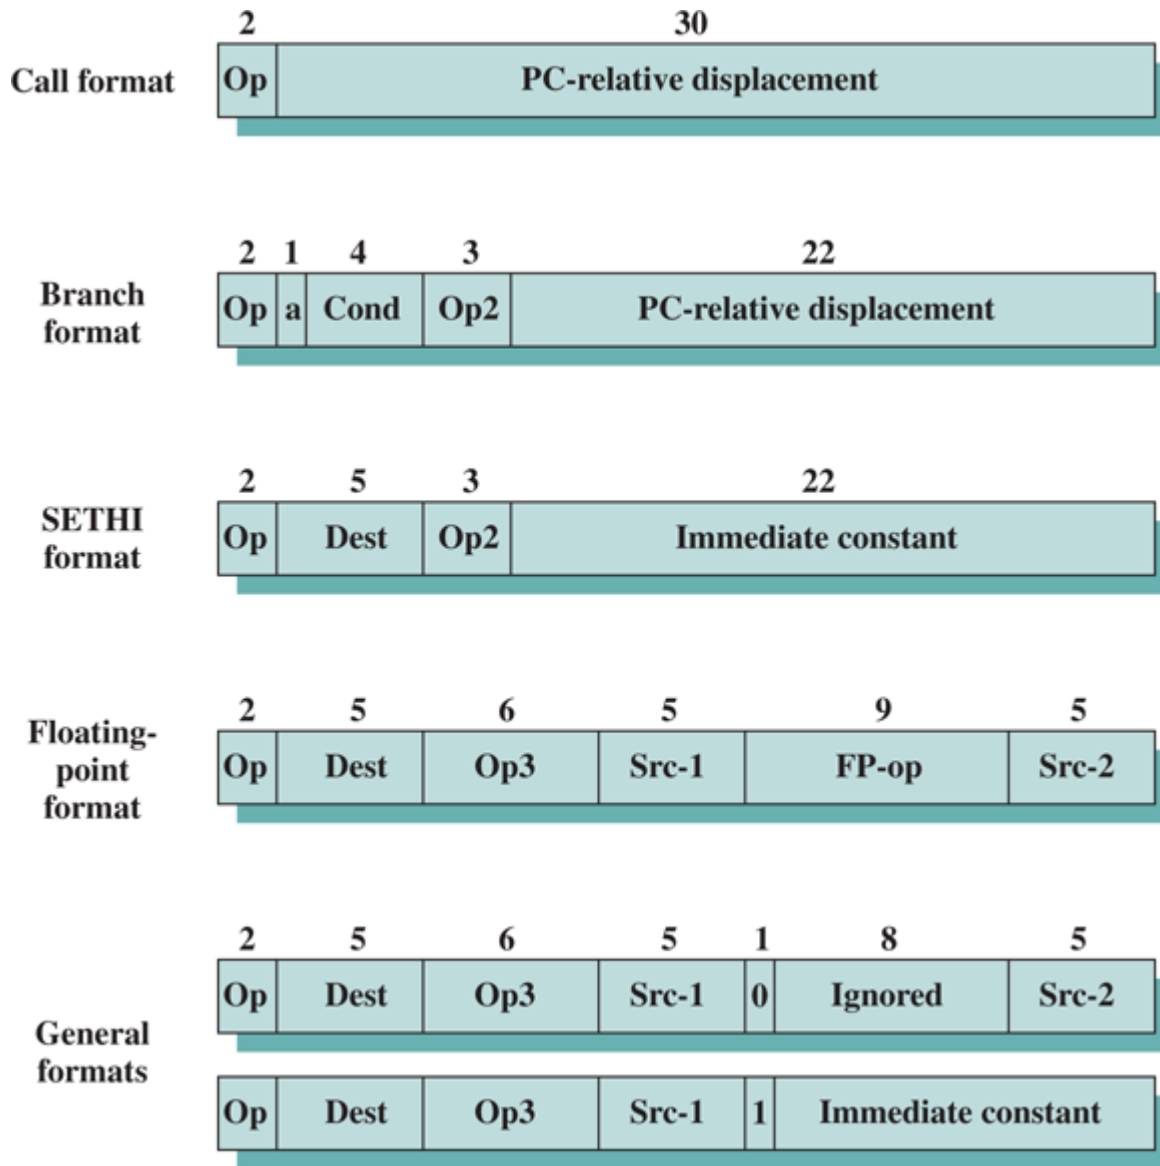 2 30
Call format Op PC-relative displacement
2 1 4 3 22
Branch
format
Op a Cond Op2 PC-relative displacement
2 5 3 22
SETHI
format
Op Dest Op2 Immediate constant
2 5 6 5 9 5
Floating-
point
format
Op Dest Op3 Src-1 FP-op Src-2
2 5 6 5 1 8 5
Op Dest Op3 Src-1 0 Ignored Src-2
General
formats
Op Dest Op3 Src-1 1 Immediate constant